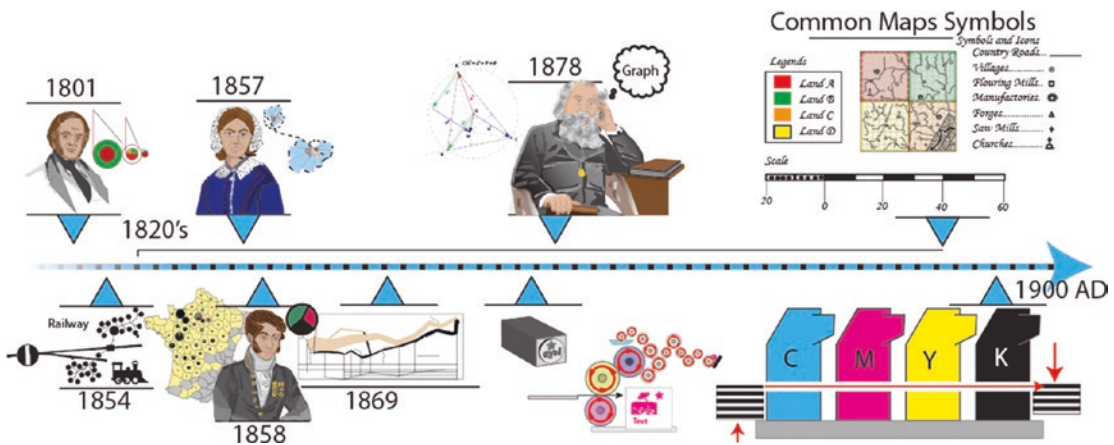 Common Maps Symbols
Symbols and Icons
Country Roads
Villages
Flouring Mills
Manufactories
Forges
Saw Mills
Churches
Legends
Land A
Land B
Land C
Land D
Scale
20 0 20 40 60
1801
1857
1878
Graph
1820's
1900 AD
Railway
1854
1858
1869
Text
C M Y K